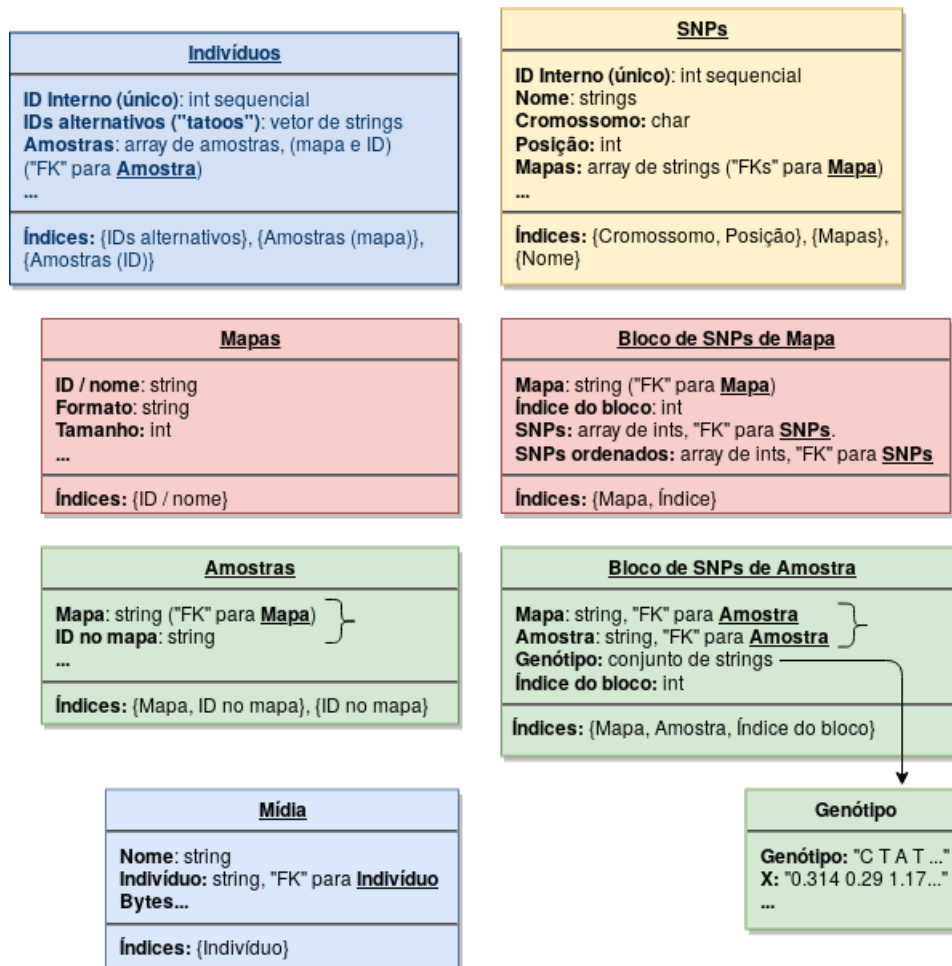 Indivíduos
ID Interno (único): int sequencial
IDs alternativos ("tatoos"): vetor de strings
Amostras: array de amostras, (mapa e ID)
("FK" para Amostra)
...
Índices: {IDs alternativos}, {Amostras (mapa)},
{Amostras (ID)}
SNPs
ID Interno (único): int sequencial
Nome: strings
Cromossomo: char
Posição: int
Mapas: array de strings ("FKs" para Mapa)
...
Índices: {Cromossomo, Posição}, {Mapas},
{Nome}
Mapas
ID / nome: string
Formato: string
Tamanho: int
...
Índices: {ID / nome}
Bloco de SNPs de Mapa
Mapa: string ("FK" para Mapa)
Índice do bloco: int
SNPs: array de ints, "FK" para SNPs.
SNPs ordenados: array de ints, "FK" para SNPs
Índices: {Mapa, Índice}
Amostras
Mapa: string ("FK" para Mapa)
ID no mapa: string
...
Índices: {Mapa, ID no mapa}, {ID no mapa}
Bloco de SNPs de Amostra
Mapa: string, "FK" para Amostra
Amostra: string, "FK" para Amostra
Genótipo: conjunto de strings
Índice do bloco: int
Índices: {Mapa, Amostra, Índice do bloco}
Mídia
Nome: string
Indivíduo: string, "FK" para Indivíduo
Bytes...
Índices: {Indivíduo}
Genótipo
Genótipo: "C T A T ..."
X: "0.314 0.29 1.17..."
...